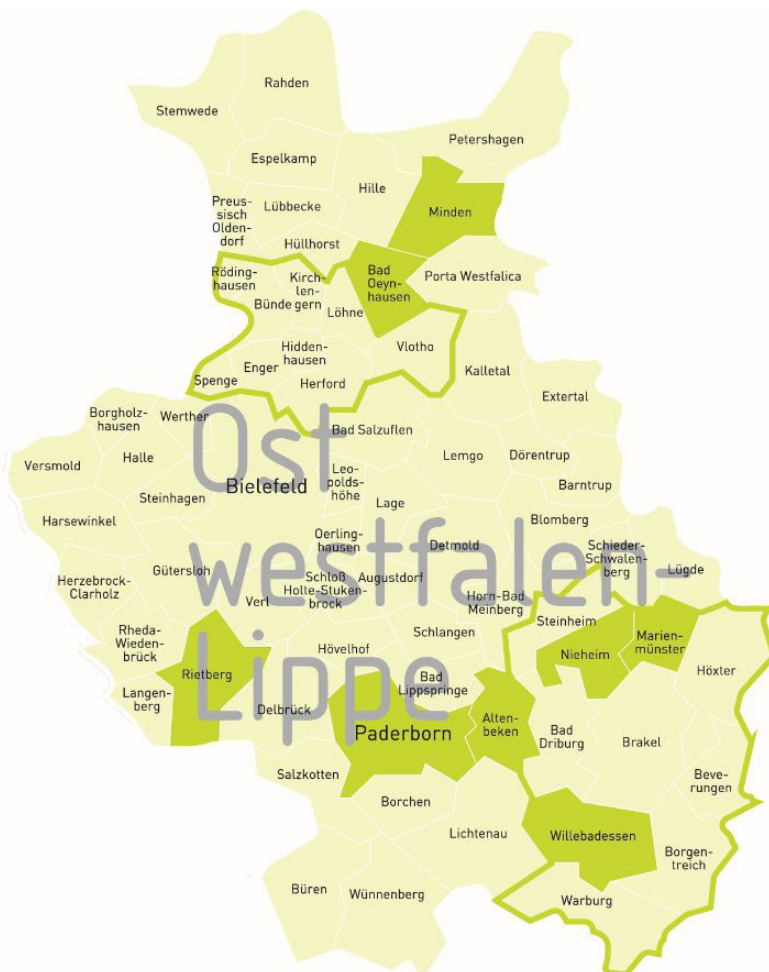 Rahden
Stemwede
Petershagen
Espelkamp
Hille
Preus-
sisch
Olden-
dorf
Lübbecke
Minden
Hüllhorst
Röding-
hausen
Kirch-
len-
gern
Bad
Oeyn-
hausen
Porta Westfalica
Bünde
Löhne
Hidden-
hausen
Vlotho
Enger
Spenge
Herford
Kalletal
Extertal
Borgholz-
hausen
Werther
Ost
Bad Salzuflen
Versmold
Halle
Lemgo
Dörentrup
Steinhagen
Bielefeld
Leo-
polds-
höhe
Barntrup
Lage
Harsewinkel
Blomberg
Oerling-
hausen
westfalen-
Detmold
Schieder-
Schwalen-
berg
Lügde
Gütersloh
Herzebrock-
Clarholz
Verl
Schloß
Holte-Stuken-
brock
Augustdorf
Horn-Bad
Meinberg
Steinheim
Rheda-
Wieden-
brück
Schlangen
Marien-
münster
Hövelhof
Nieheim
Höxter
Rietberg
Lippe
Bad
Lippspringe
Langen-
berg
Delbrück
Paderborn
Alten-
beken
Bad
Driburg
Brakel
Salzkotten
Beve-
rungen
Borchen
Lichtenau
Willebadessen
Borgen-
treich
Büren
Wünnenberg
Warburg